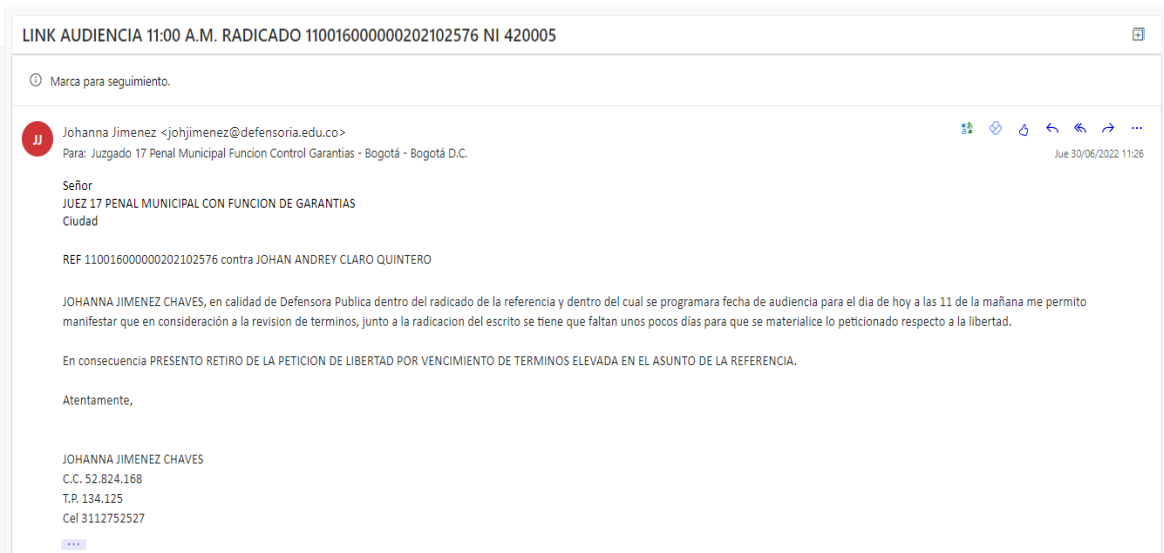 LINK AUDIENCIA 11:00 A.M. RADICADO 110016000000202102576 NI 420005
Marca para seguimiento.
JJ
Johanna Jimenez <johjimenez@defensoria.edu.co>
Para: Juzgado 17 Penal Municipal Funcion Control Garantias - Bogotá - Bogotá D.C.
Jue 30/06/2022 11:26
Señor
JUEZ 17 PENAL MUNICIPAL CON FUNCION DE GARANTIAS
Ciudad
REF 110016000000202102576 contra JOHAN ANDREY CLARO QUINTERO
JOHANNA JIMENEZ CHAVES, en calidad de Defensora Publica dentro del radicado de la referencia y dentro del cual se programara fecha de audiencia para el dia de hoy a las 11 de la mañana me permito
manifestar que en consideración a la revision de terminos, junto a la radicacion del escrito se tiene que faltan unos pocos días para que se materialice lo peticionado respecto a la libertad.
En consecuencia PRESENTO RETIRO DE LA PETICION DE LIBERTAD POR VENCIMIENTO DE TERMINOS ELEVADA EN EL ASUNTO DE LA REFERENCIA.
Atentamente,
JOHANNA JIMENEZ CHAVES
C.C. 52.824.168
T.P. 134.125
Cel 3112752527